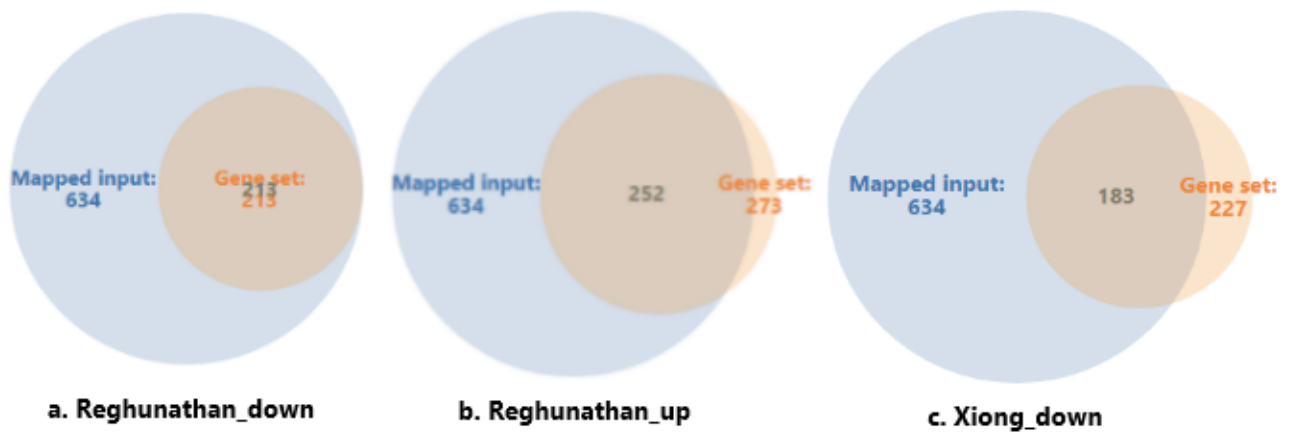 Mapped input:
634
Gene set:
213
213
a. Reghunathan_down
Mapped input:
634
252
Gene set:
273
b. Reghunathan_up
Mapped input:
634
183
Gene set:
227
c. Xiong_down